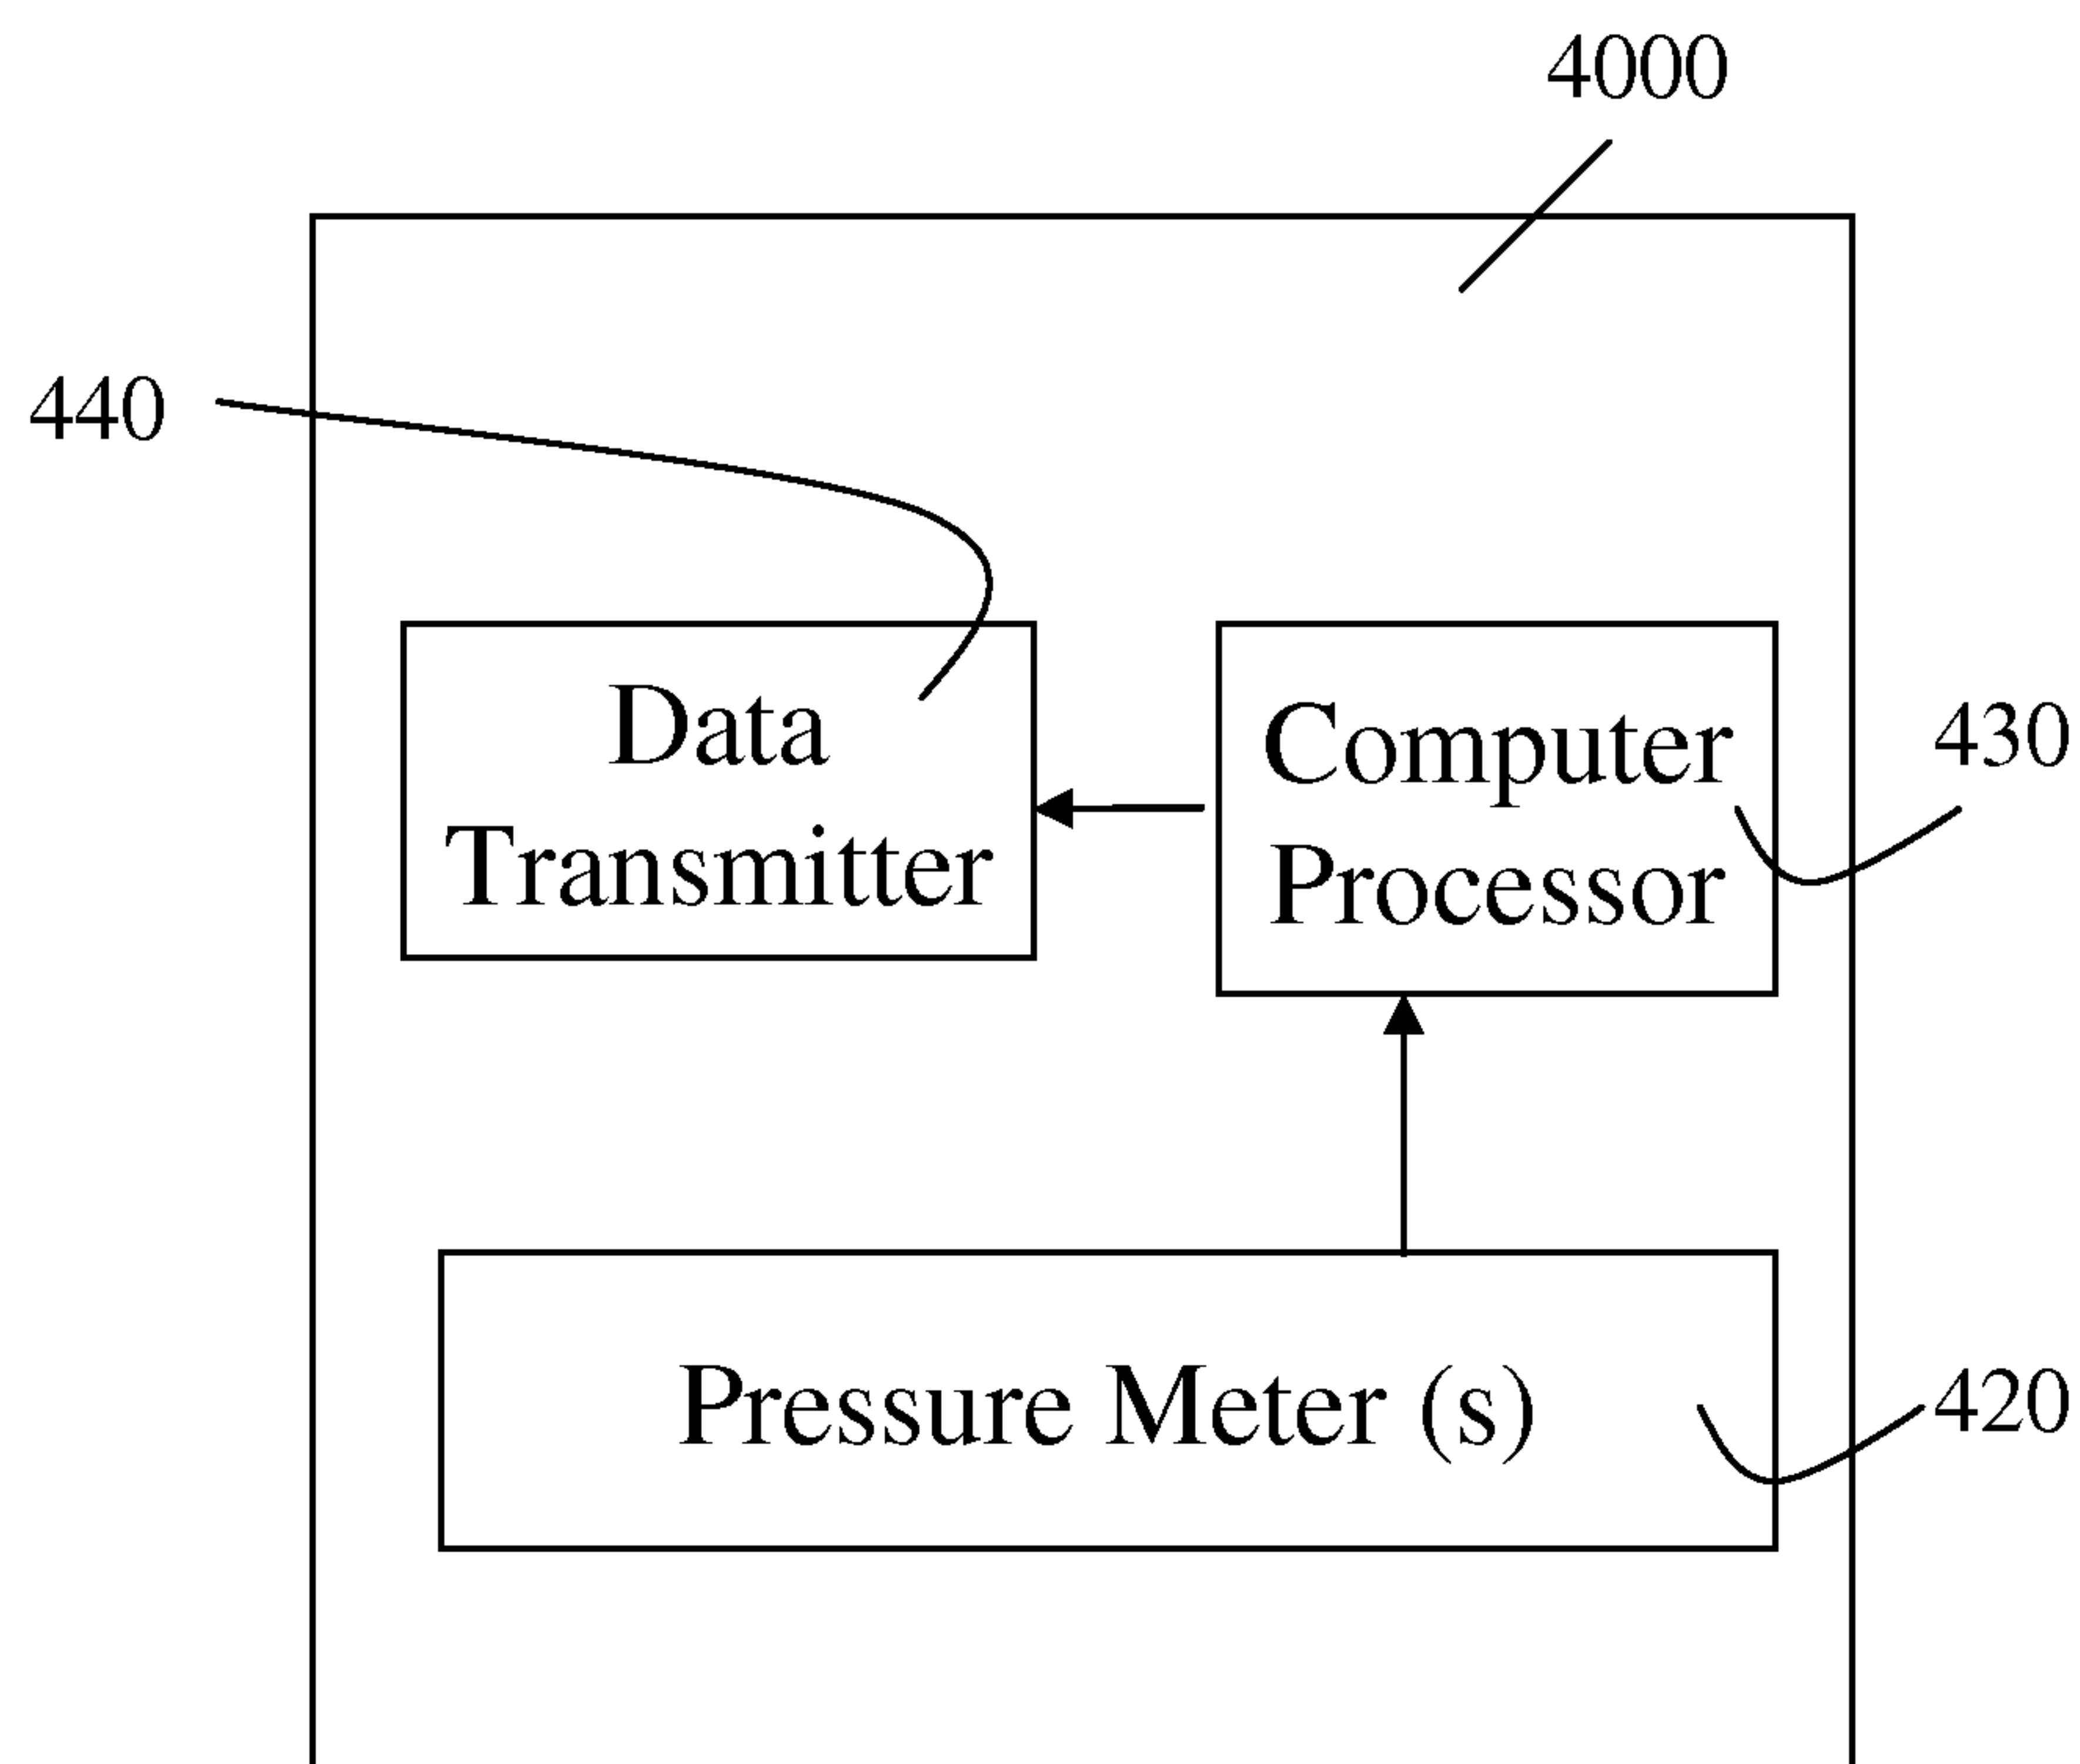 4000
440
Data
Transmitter
Computer
Processor
430
Pressure Meter (s)
420